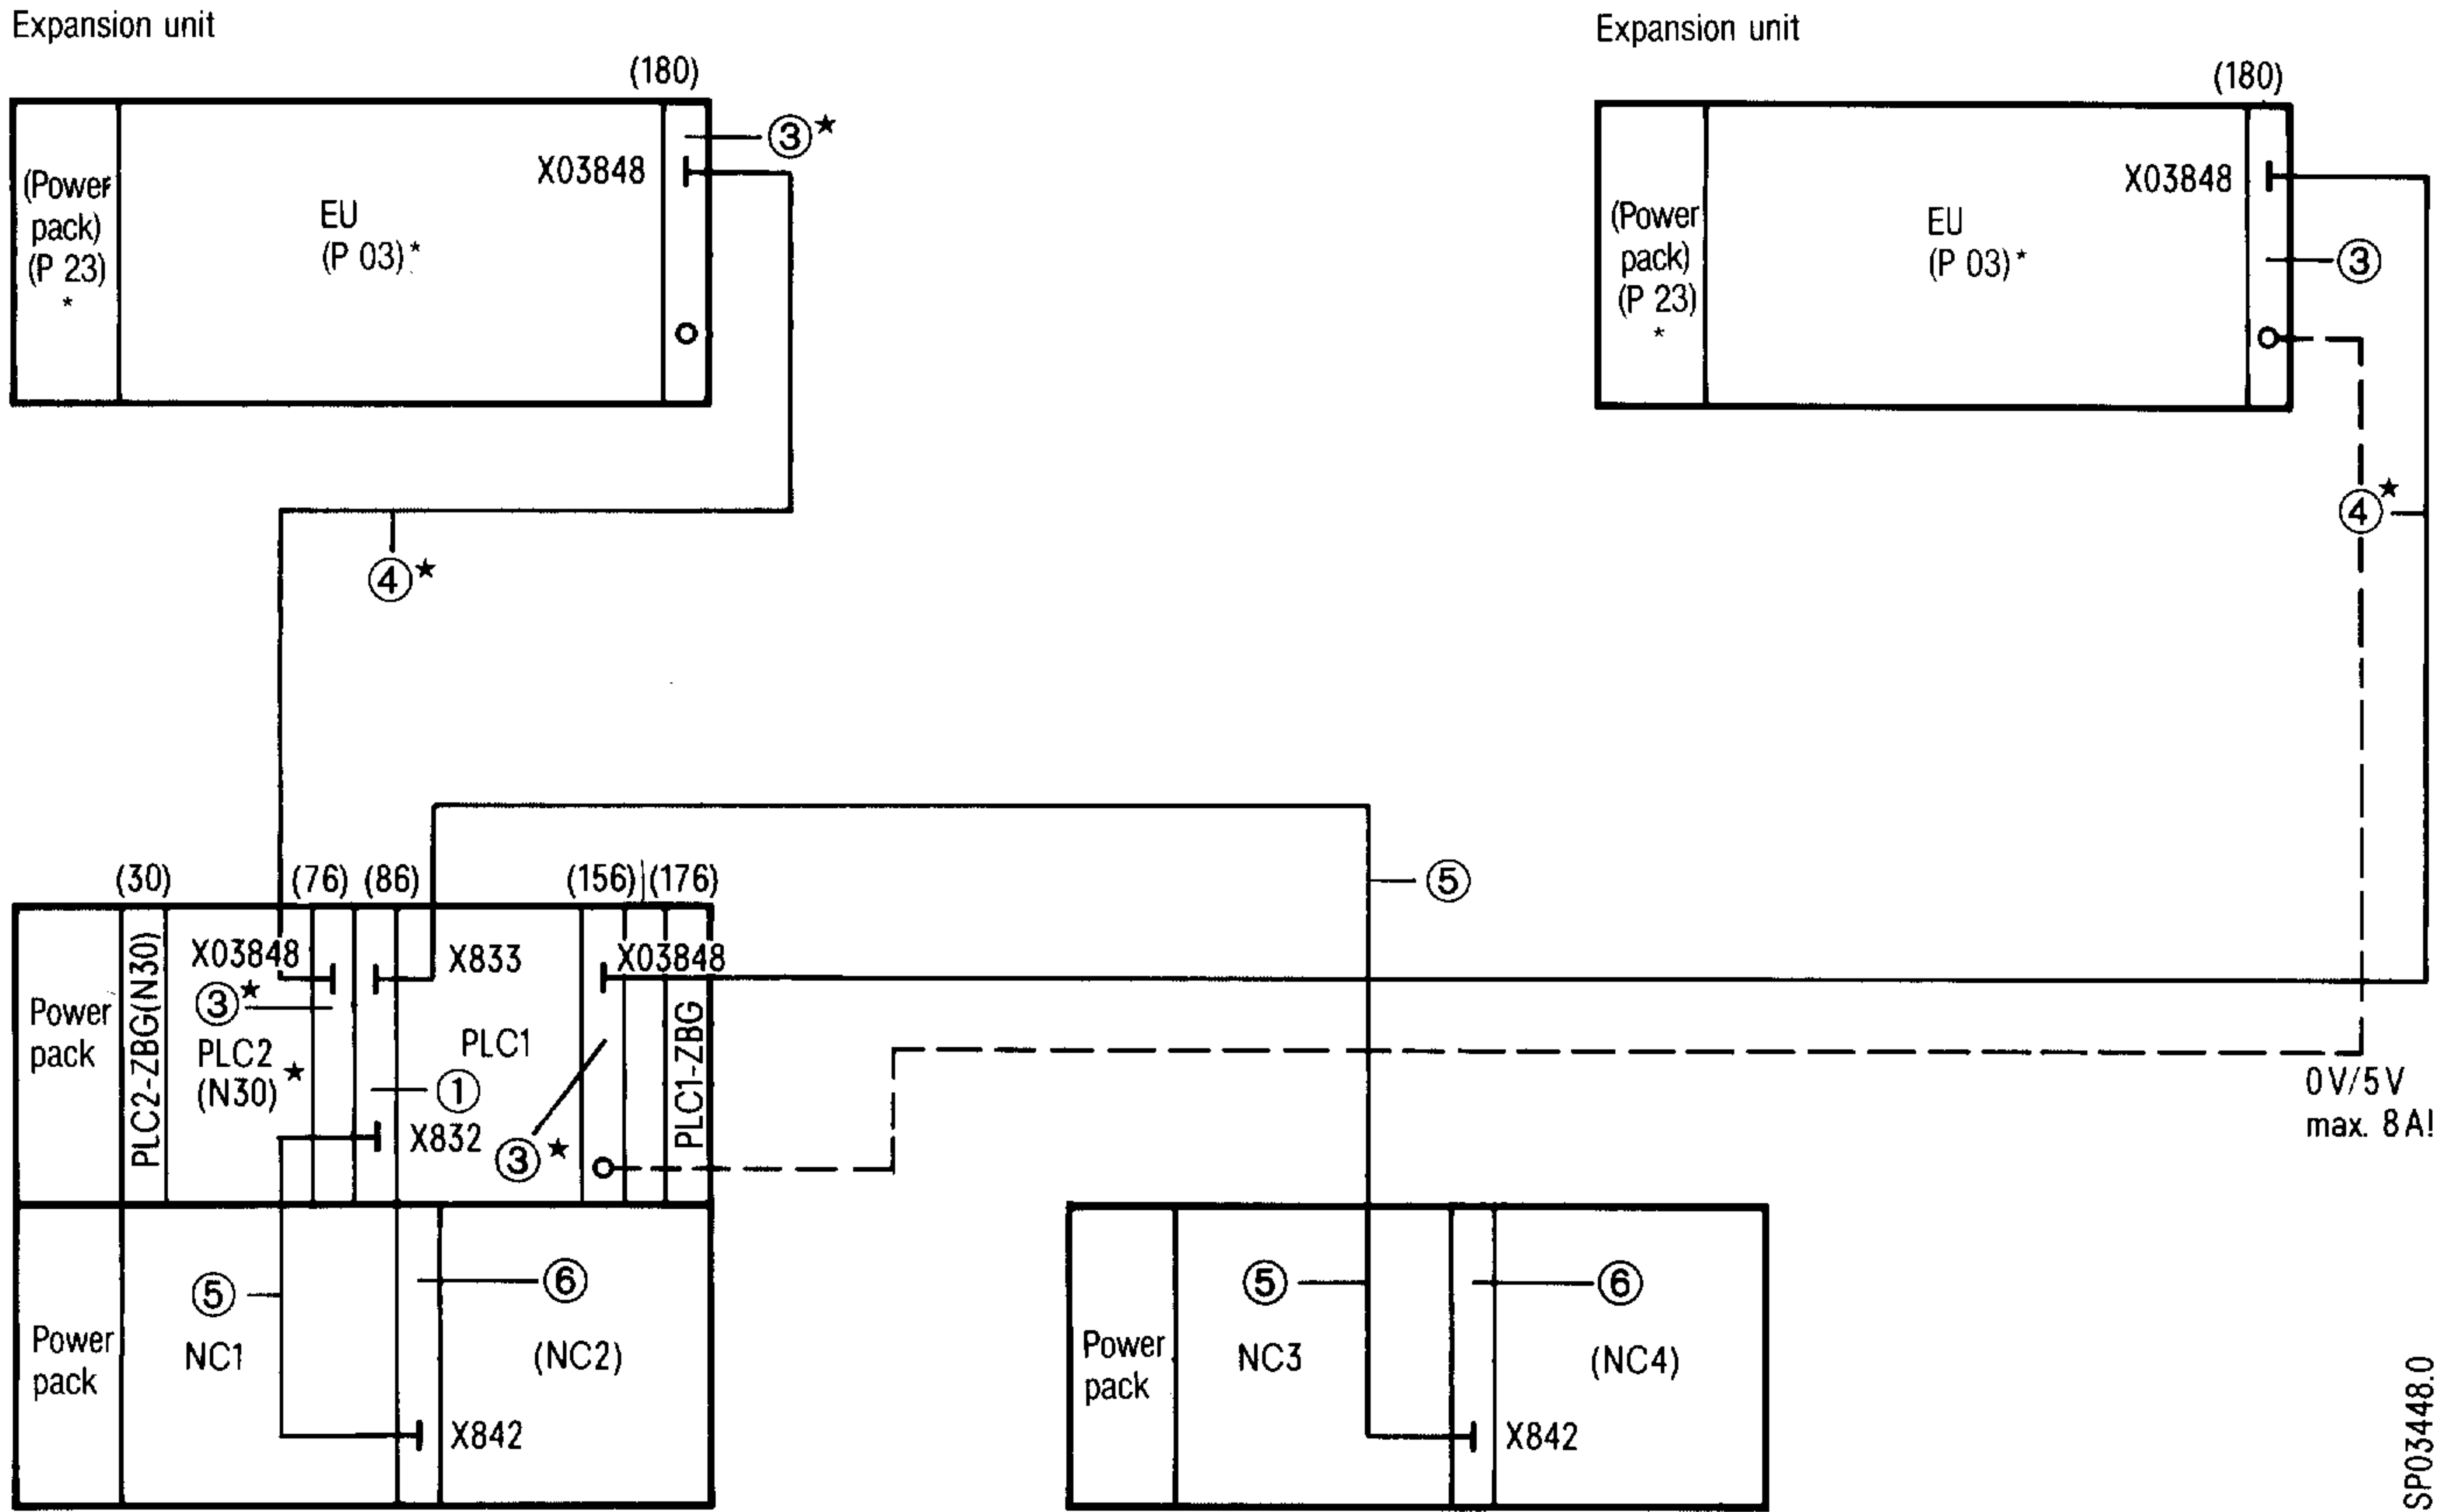 Expansion unit
Expansion unit
(180)
(180)
③★
X03848
X03848
(Power
pack)
(P 23)
*
EU
(P 03)*
(Power
pack)
(P 23)
*
EU
(P 03)*
③
④★
④★
⑤
(30)
(76)
(86)
(156)
(176)
PLC2-ZBG(N30)
X03848
X833
X03848
③★
Power
pack
PLC2
(N30)★
PLC1
①
X832
③★
PLC1-ZBG
0V/5V
max. 8A!
⑤
⑥
⑤
⑥
Power
pack
NC1
(NC2)
Power
pack
NC3
(NC4)
X842
X842
SP03448.0